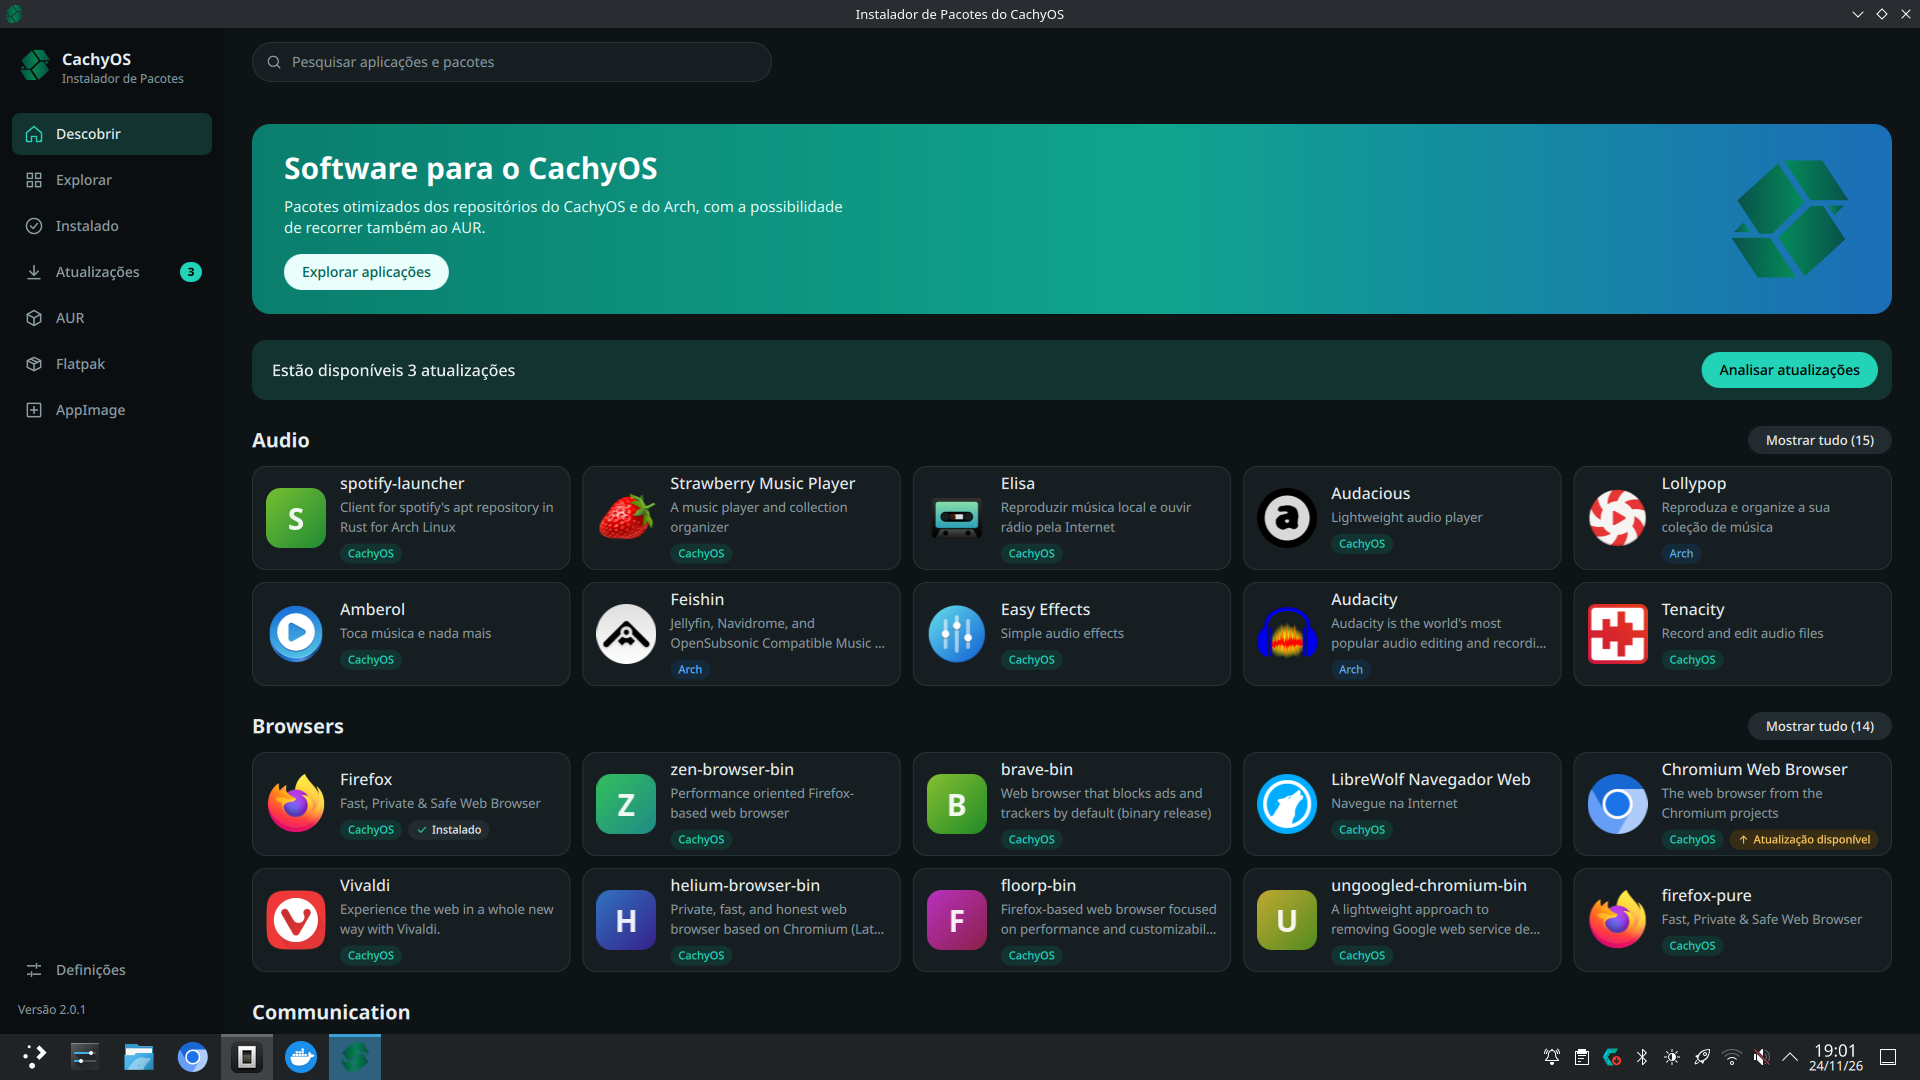 Instalador de Pacotes do CachyOS
CachyOS
Instalador de Pacotes
Pesquisar aplicações e pacotes
Descobrir
Explorar
Instalado
Atualizações
3
AUR
Flatpak
AppImage
Definições
Versão 2.0.1
Software para o CachyOS
Pacotes otimizados dos repositórios do CachyOS e do Arch, com a possibilidade
de recorrer também ao AUR.
Explorar aplicações
Estão disponíveis 3 atualizações
Analisar atualizações
Audio
Mostrar tudo (15)
S
spotify-launcher
Client for spotify's apt repository in
Rust for Arch Linux
CachyOS
Strawberry Music Player
A music player and collection
organizer
CachyOS
Elisa
Reproduzir música local e ouvir
rádio pela Internet
CachyOS
a
Audacious
Lightweight audio player
CachyOS
Lollypop
Reproduza e organize a sua
coleção de música
Arch
Amberol
Toca música e nada mais
CachyOS
Feishin
Jellyfin, Navidrome, and
OpenSubsonic Compatible Music ...
Arch
Easy Effects
Simple audio effects
CachyOS
Audacity
Audacity is the world's most
popular audio editing and recordi...
Arch
Tenacity
Record and edit audio files
CachyOS
Browsers
Mostrar tudo (14)
Firefox
Fast, Private & Safe Web Browser
CachyOS
Instalado
Z
zen-browser-bin
Performance oriented Firefox-
based web browser
CachyOS
B
brave-bin
Web browser that blocks ads and
trackers by default (binary release)
CachyOS
LibreWolf Navegador Web
Navegue na Internet
CachyOS
Chromium Web Browser
The web browser from the
Chromium projects
CachyOS
Atualização disponível
Vivaldi
Experience the web in a whole new
way with Vivaldi.
CachyOS
H
helium-browser-bin
Private, fast, and honest web
browser based on Chromium (Lat...
CachyOS
F
floorp-bin
Firefox-based web browser focused
on performance and customizabil...
CachyOS
U
ungoogled-chromium-bin
A lightweight approach to
removing Google web service de...
CachyOS
firefox-pure
Fast, Private & Safe Web Browser
CachyOS
Communication
19:01
24/11/26